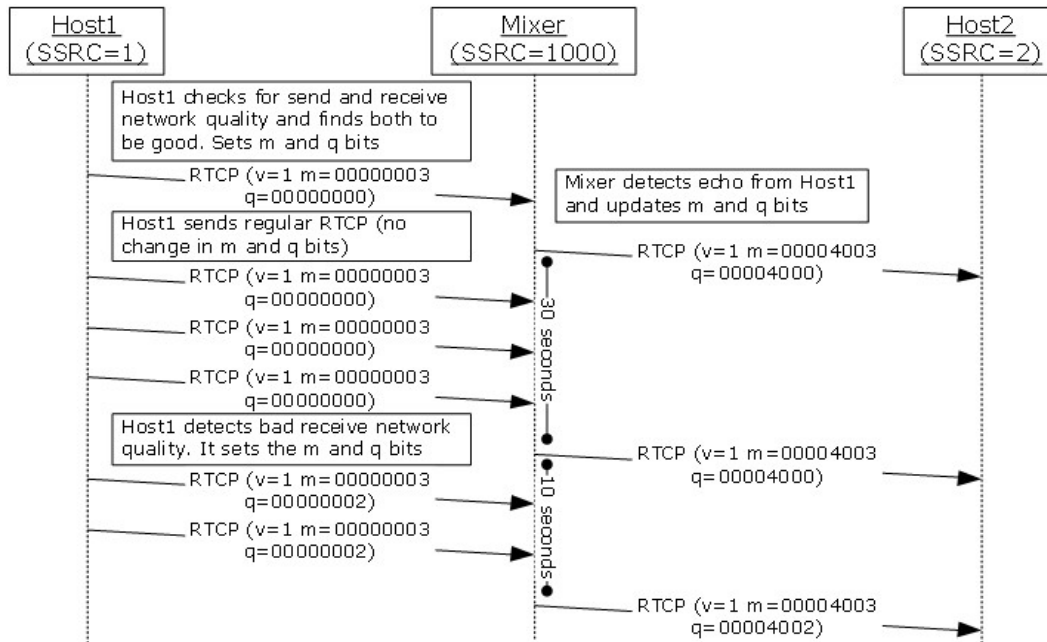 Host1
(SSRC=1)
Mixer
(SSRC=1000)
Host2
(SSRC=2)
Host1 checks for send and receive
network quality and finds both to
be good. Sets m and q bits
RTCP (v=1 m=00000003
q=00000000)
Mixer detects echo from Host1
and updates m and q bits
Host1 sends regular RTCP (no
change in m and q bits)
RTCP (v=1 m=00004003
q=00004000)
RTCP (v=1 m=00000003
q=00000000)
30 seconds
RTCP (v=1 m=00000003
q=00000000)
RTCP (v=1 m=00000003
q=00000000)
Host1 detects bad receive network
quality. It sets the m and q bits
RTCP (v=1 m=00004003
q=00004000)
RTCP (v=1 m=00000003
q=00000002)
10 seconds
RTCP (v=1 m=00000003
q=00000002)
RTCP (v=1 m=00004003
q=00004002)